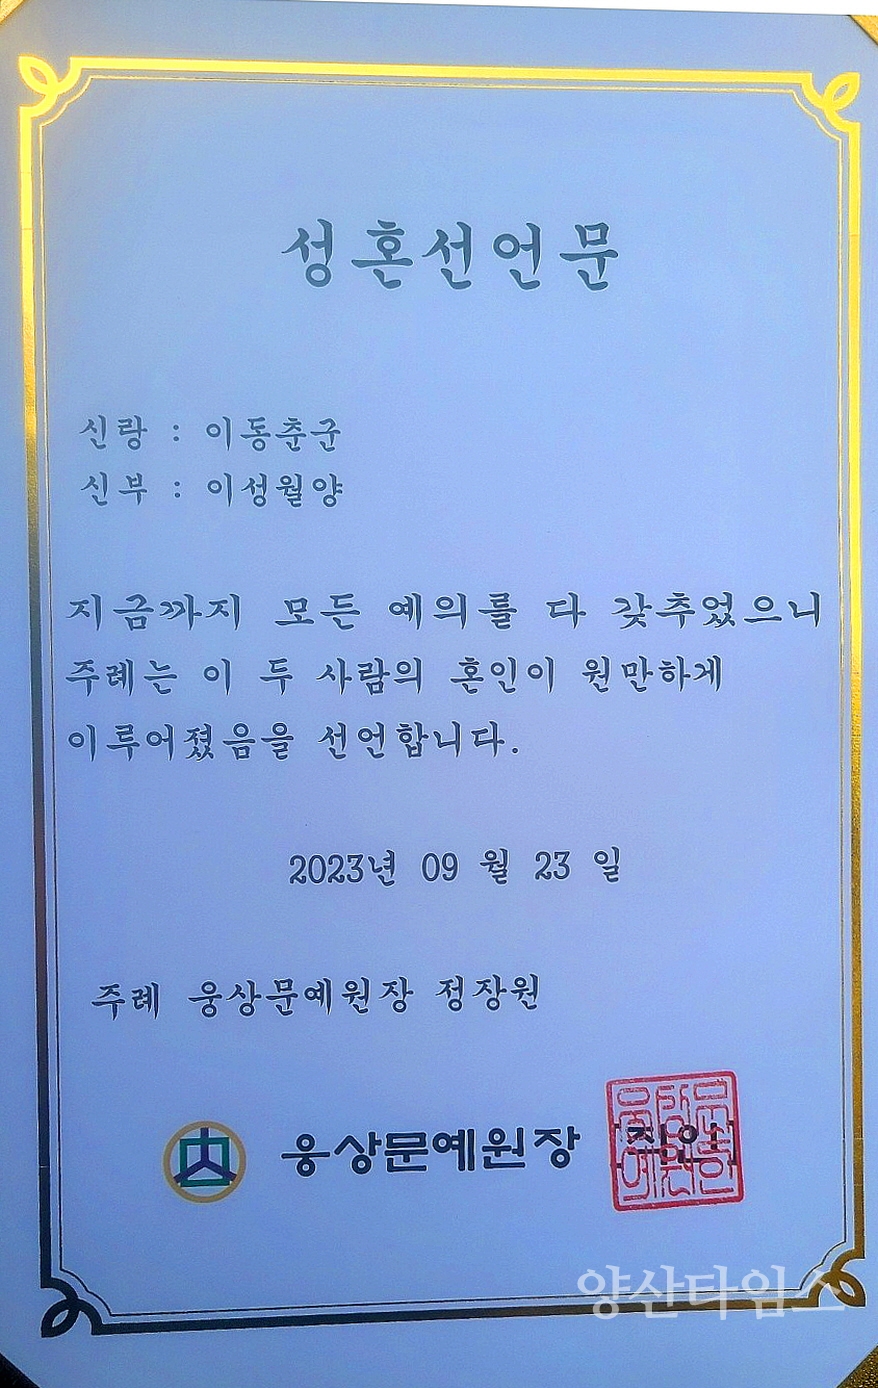 성혼선언문
신랑 : 이동춘군
신부 : 이성월양
지금까지 모든 예의를 다 갖추었으니
주례는 이 두 사람의 혼인이 원만하게
이루어졌음을 선언합니다.
2023년 09 월 23 일
주례 웅상문예원장 정장원
웅상문예원장
양산타임스